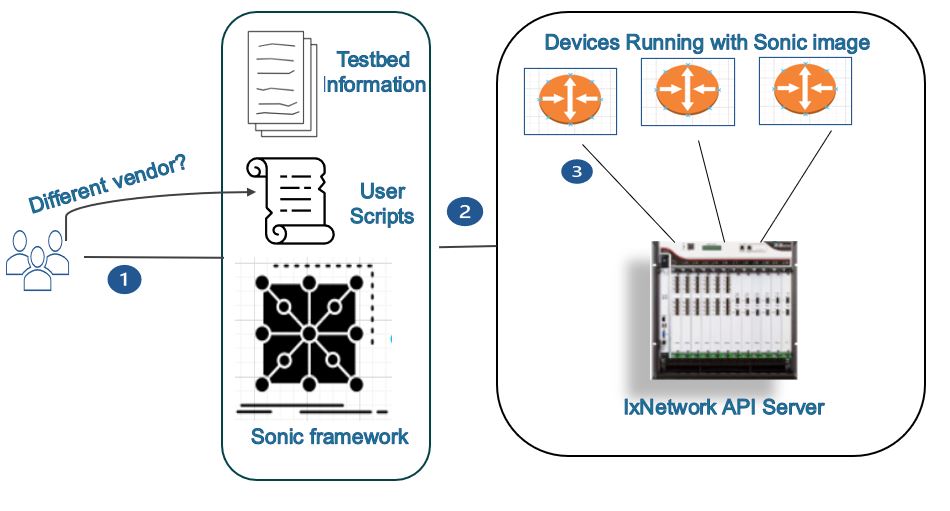 Devices Running with Sonic image
Testbed
Information
Different vendor?
User
Scripts
1
2
3
IxNetwork API Server
Sonic framework